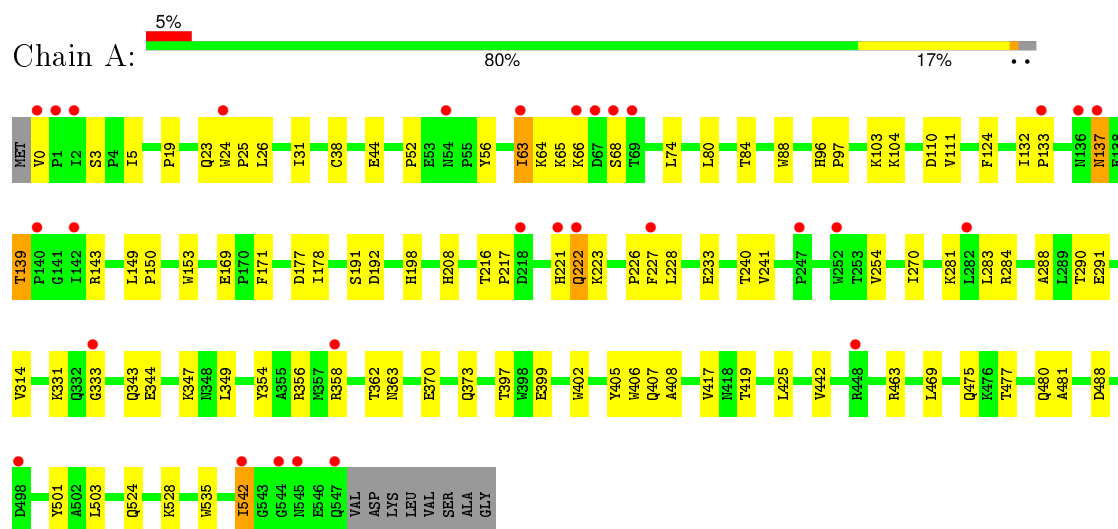 5%
Chain A:
80% 17% ••
MET V0 P1 I2 S3 P4 I5 P19 Q23 W24 P25 L26 I31 C38 E44 P52 E53 N54 P55 Y56 I63 K64 K65 K66 D67 S68 T69 L74 L80 T84 W88 H96 P97 K103 K104 D110 V111 F124 I132 P133 N136 N137
T139 P140 G141 I142 R143 L149 P150 W153 E169 P170 F171 D177 I178 S191 D192 H198 H208 T216 P217 D218 H221 Q222 K223 P226 F227 L228 E233 T240 V241 P247 W252 T253 V254 I270 K281 L282 L283 R284 A288 L289 T290 E291
V314 K331 Q332 G333 Q343 E344 K347 N348 L349 Y354 A355 R356 M357 R358 T362 N363 E370 Q373 T397 W398 E399 W402 Y405 W406 Q407 A408 V417 N418 T419 L425 V442 R448 R463 L469 Q475 K476 T477 Q480 A481 D488
D498 Y501 A502 L503 Q524 K528 W535 I542 G543 G544 N545 E546 Q547 VAL ASP LYS LEU VAL SER ALA GLY